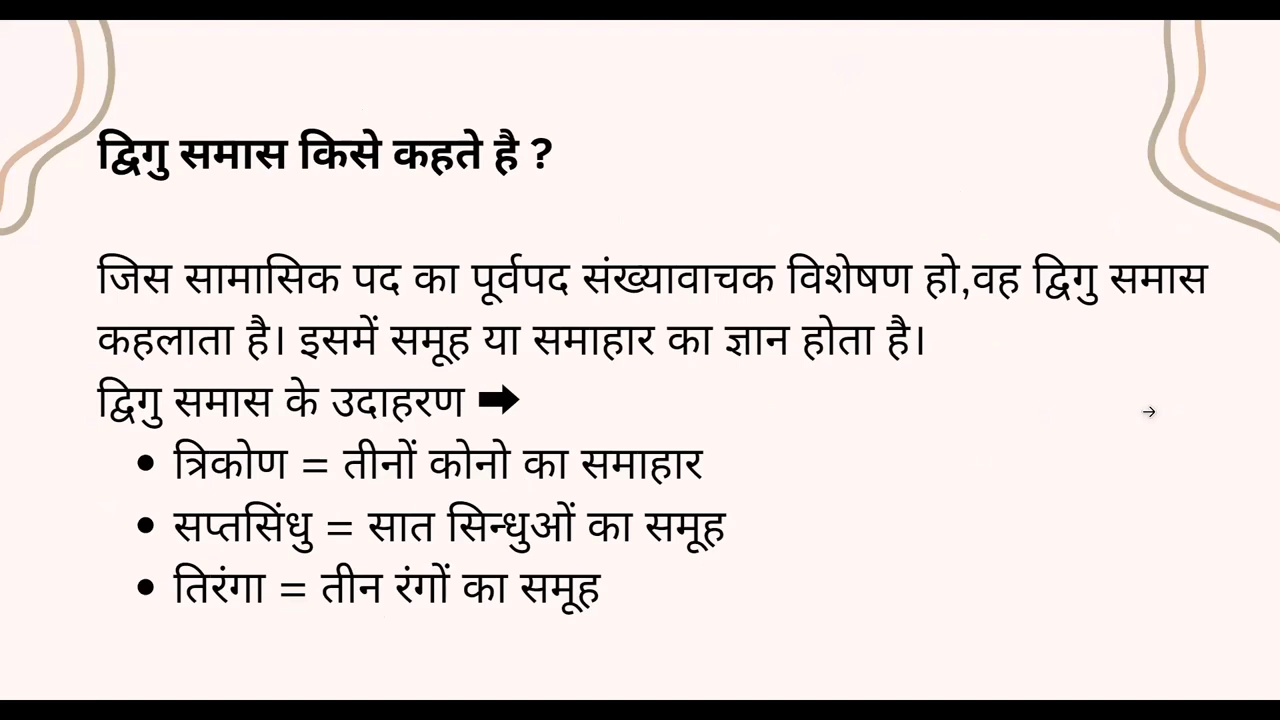 द्विगु समास किसे कहते है ?
जिस सामासिक पद का पूर्वपद संख्यावाचक विशेषण हो,वह द्विगु समास
कहलाता है। इसमें समूह या समाहार का ज्ञान होता है।
द्विगु समास के उदाहरण ➡
• त्रिकोण = तीनों कोनो का समाहार
• सप्तसिंधु = सात सिन्धुओं का समूह
• तिरंगा = तीन रंगों का समूह